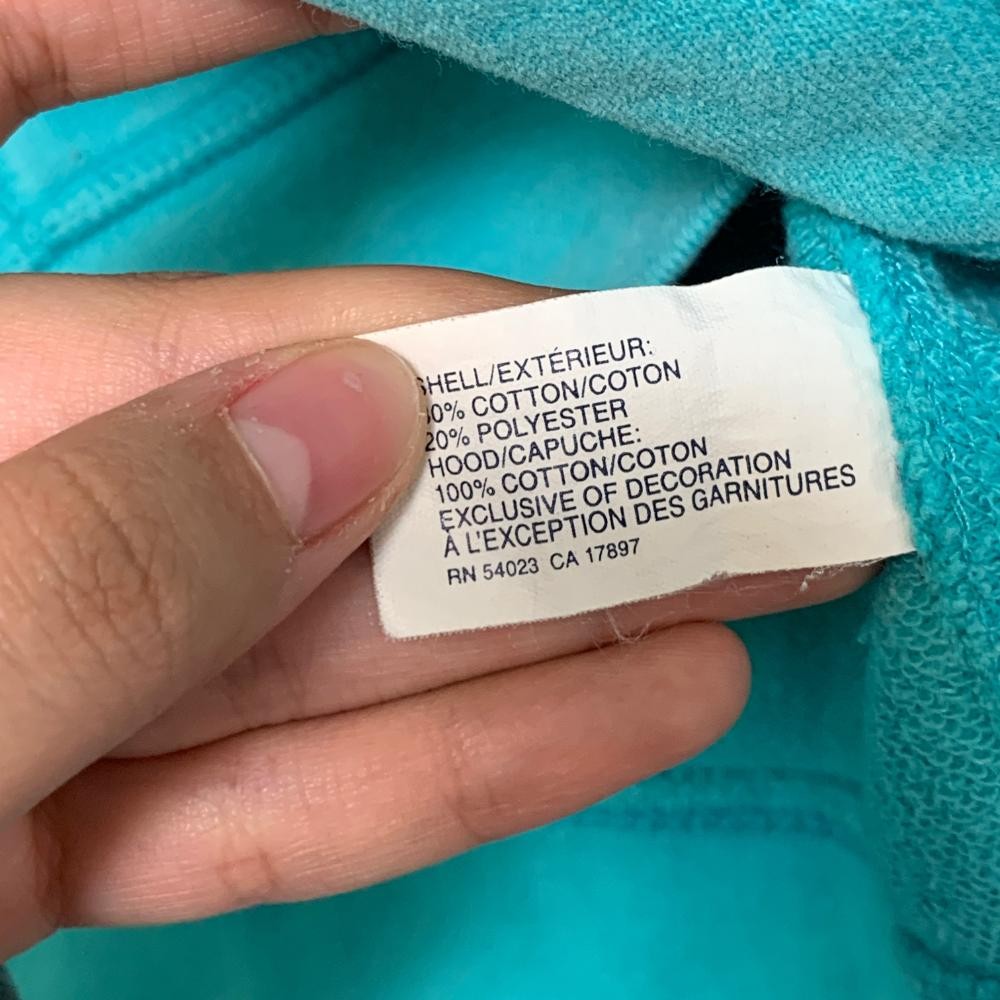 SHELL/EXTÉRIEUR:
80% COTTON/COTON
20% POLYESTER
HOOD/CAPUCHE:
100% COTTON/COTON
EXCLUSIVE OF DECORATION
À L'EXCEPTION DES GARNITURES
RN 54023 CA 17897